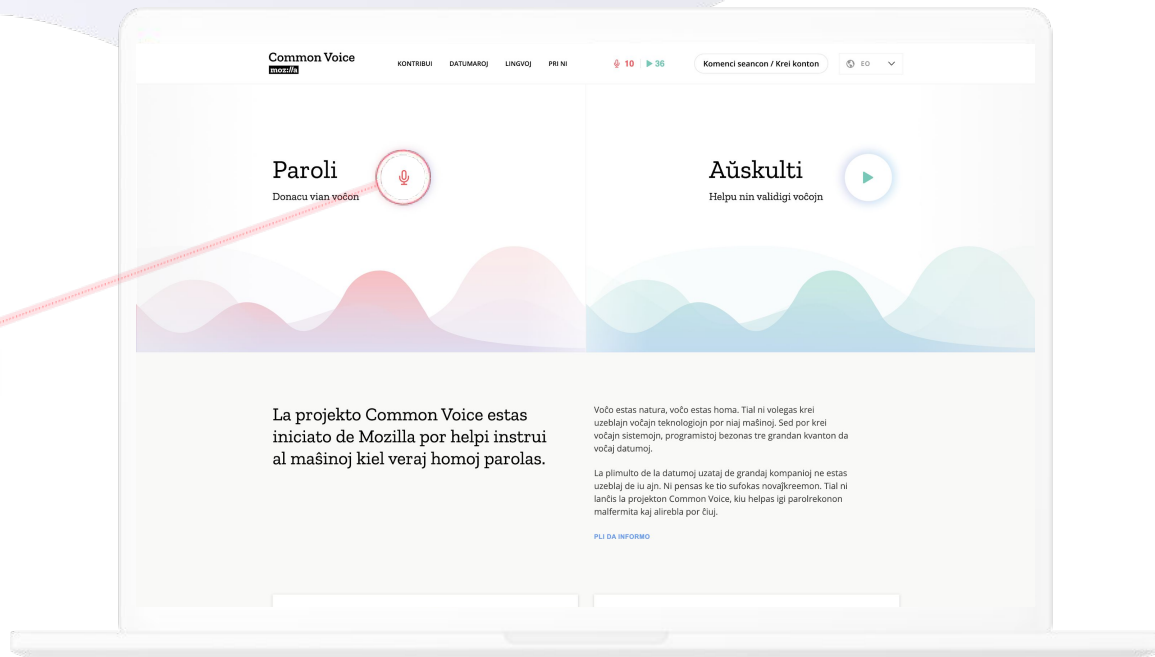 Common Voice
moz://a
KONTRIBUI
DATUMAROJ
LINGVOJ
PRI NI
10
36
Komenci seancon / Krei konton
EO
Paroli
Donacu vian voĉon
Aŭskulti
Helpu nin validigi voĉojn
La projekto Common Voice estas
iniciato de Mozilla por helpi instrui
al maŝinoj kiel veraj homoj parolas.
Voĉo estas natura, voĉo estas homa. Tial ni volegas krei
uzeblajn voĉajn teknologiojn por niaj maŝinoj. Sed por krei
voĉajn sistemojn, programistoj bezonas tre grandan kvanton da
voĉaj datumoj.
La plimulto de la datumoj uzataj de grandaj kompanioj ne estas
uzeblaj de iu ajn. Ni pensas ke tio sufokas novaĵkreemon. Tial ni
lanĉis la projekton Common Voice, kiu helpas igi parolrekonon
malfermita kaj alirebla por ĉiuj.
PLI DA INFORMO